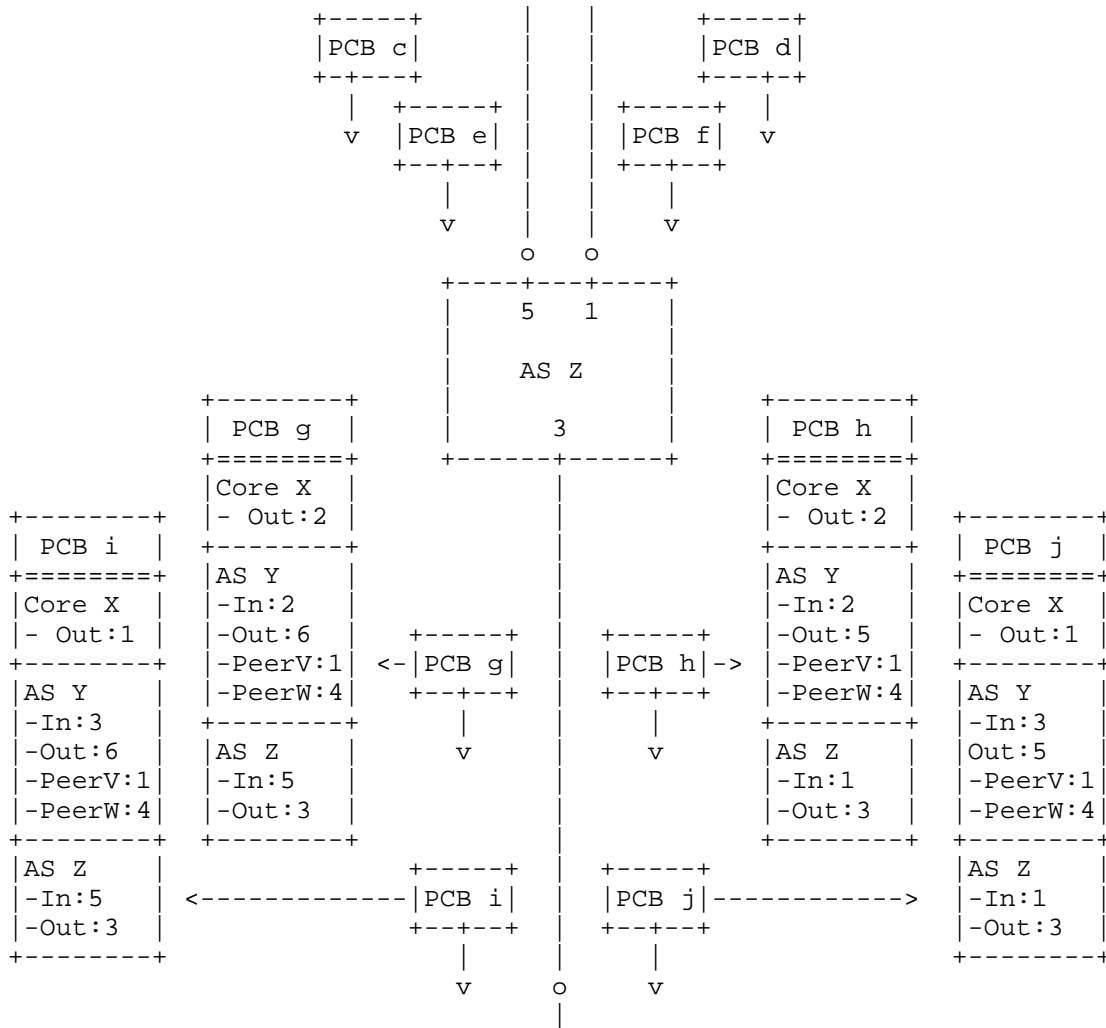 PCB c
PCB d
PCB e
PCB f
5 1
AS Z
3
PCB g
Core X
- Out:2
AS Y
-In:2
-Out:6
-PeerV:1
-PeerW:4
AS Z
-In:5
-Out:3
PCB h
Core X
- Out:2
AS Y
-In:2
-Out:5
-PeerV:1
-PeerW:4
AS Z
-In:1
-Out:3
PCB i
Core X
- Out:1
AS Y
-In:3
-Out:6
-PeerV:1
-PeerW:4
AS Z
-In:5
-Out:3
PCB j
Core X
- Out:1
AS Y
-In:3
Out:5
-PeerV:1
-PeerW:4
AS Z
-In:1
-Out:3
PCB g
PCB h
PCB i
PCB j